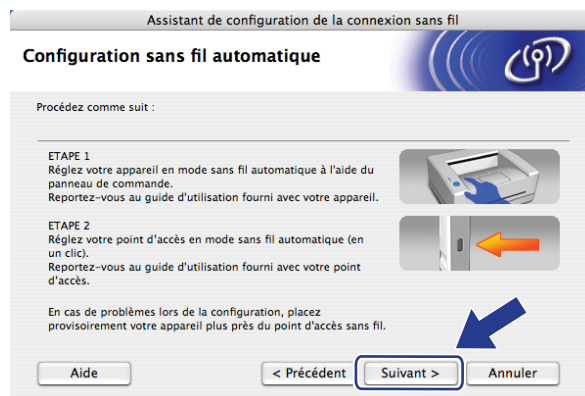 Assistant de configuration de la connexion sans fil
Configuration sans fil automatique
Procédez comme suit :
ETAPE 1
Réglez votre appareil en mode sans fil automatique à l'aide du
panneau de commande.
Reportez-vous au guide d'utilisation fourni avec votre appareil.
ETAPE 2
Réglez votre point d'accès en mode sans fil automatique (en
un clic).
Reportez-vous au guide d'utilisation fourni avec votre point
d'accès.
En cas de problèmes lors de la configuration, placez
provisoirement votre appareil plus près du point d'accès sans fil.
Aide
< Précédent
Suivant >
Annuler